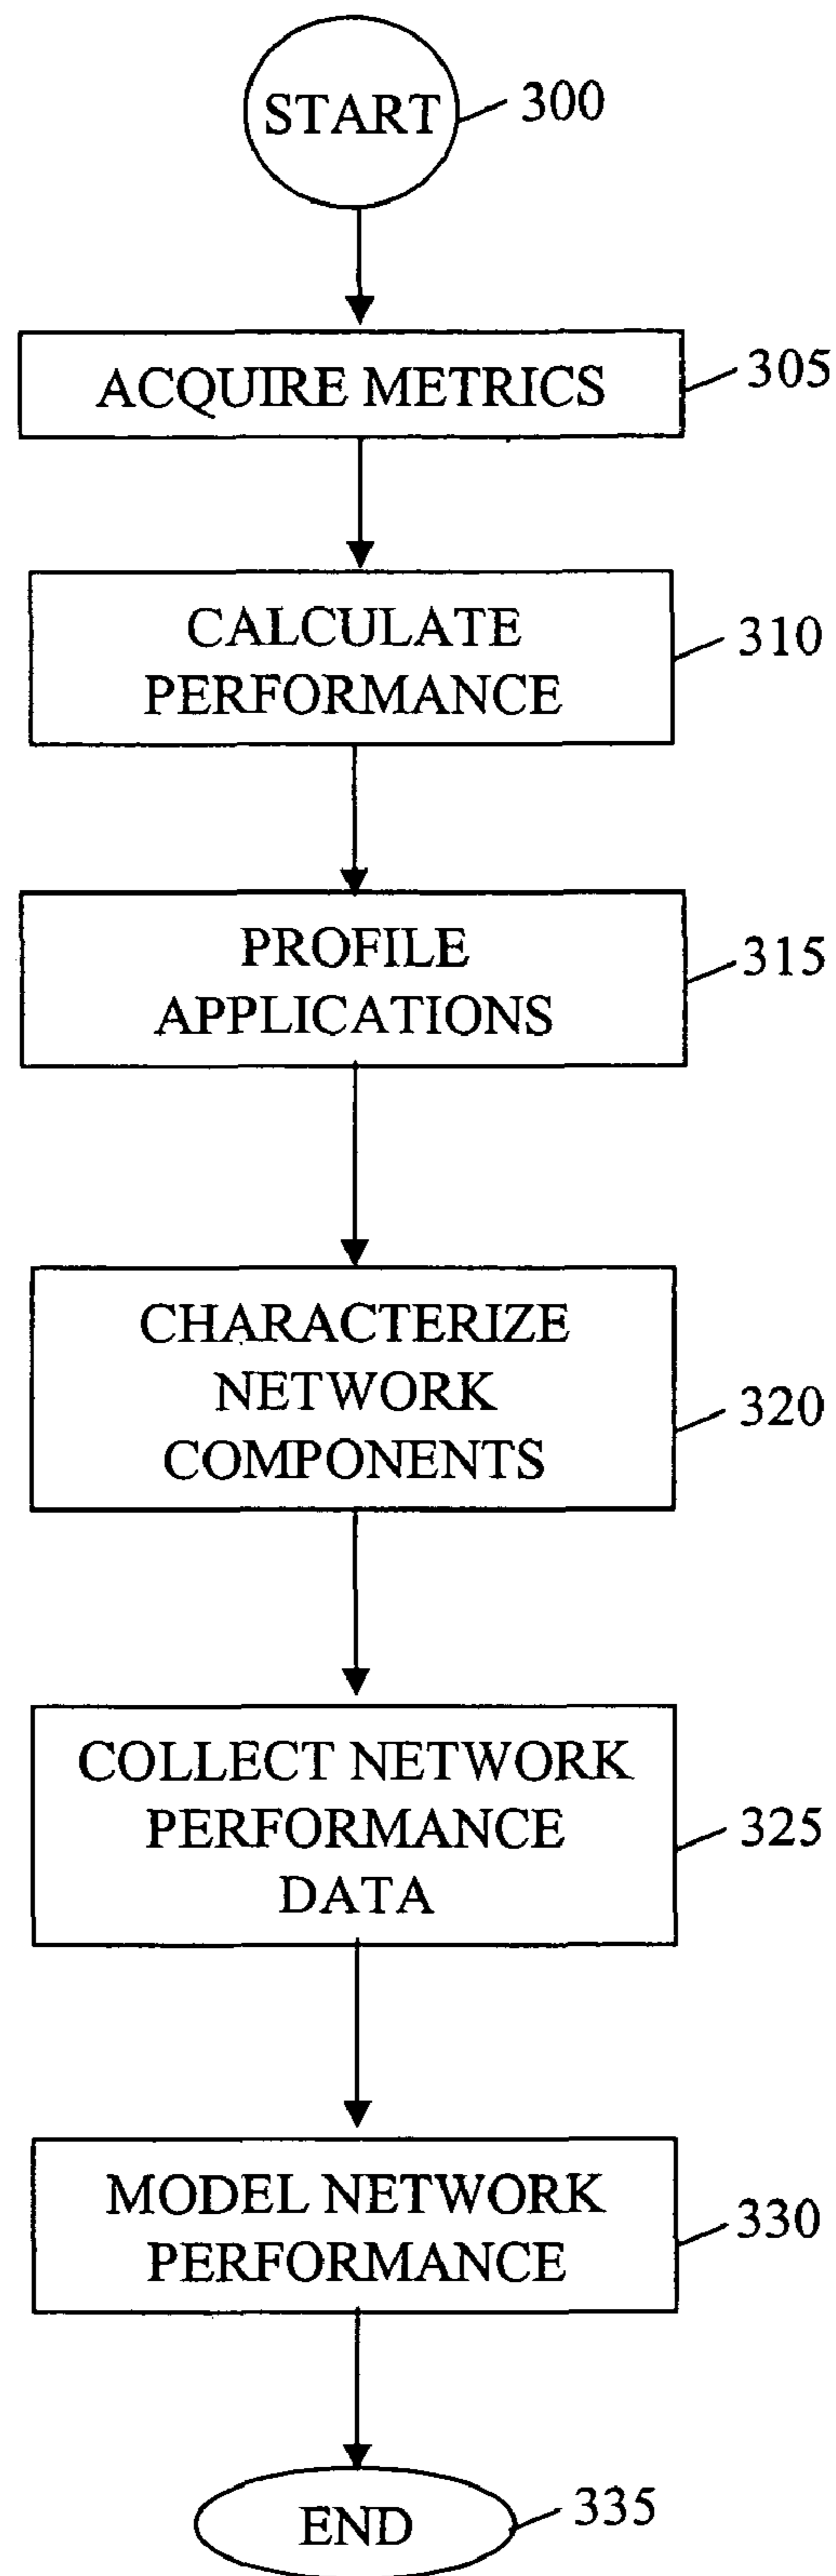 START
300
ACQUIRE METRICS
305
CALCULATE
PERFORMANCE
310
PROFILE
APPLICATIONS
315
CHARACTERIZE
NETWORK
COMPONENTS
320
COLLECT NETWORK
PERFORMANCE
DATA
325
MODEL NETWORK
PERFORMANCE
330
END
335